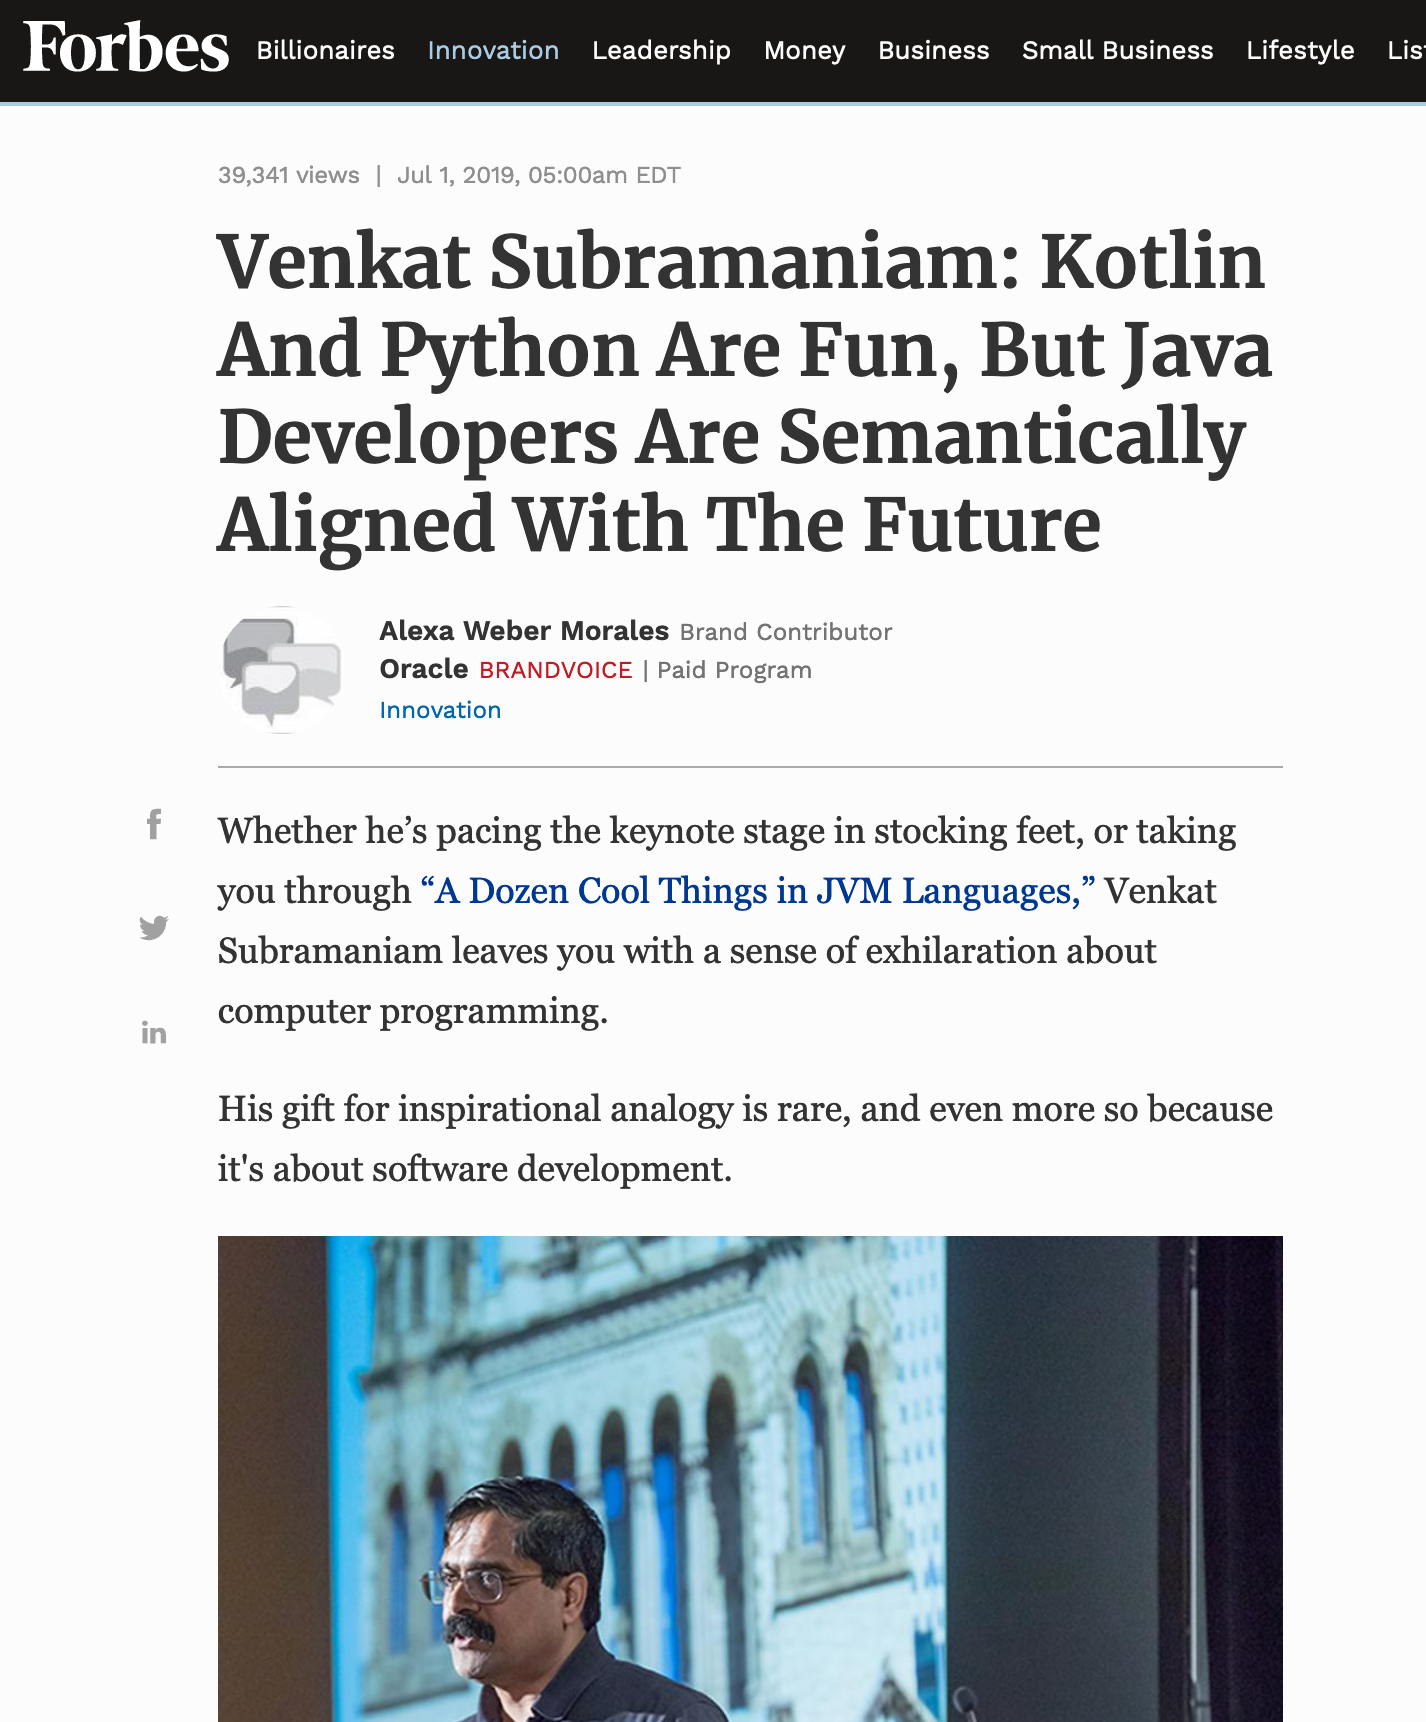 Forbes Billionaires Innovation Leadership Money Business Small Business Lifestyle
39,341 views | Jul 1, 2019, 05:00am EDT
Venkat Subramaniam: Kotlin
And Python Are Fun, But Java
Developers Are Semantically
Aligned With The Future
Alexa Weber Morales Brand Contributor
Oracle BRANDVOICE | Paid Program
Innovation
Whether he’s pacing the keynote stage in stocking feet, or taking
you through “A Dozen Cool Things in JVM Languages,” Venkat
Subramaniam leaves you with a sense of exhilaration about
computer programming.
His gift for inspirational analogy is rare, and even more so because
it's about software development.